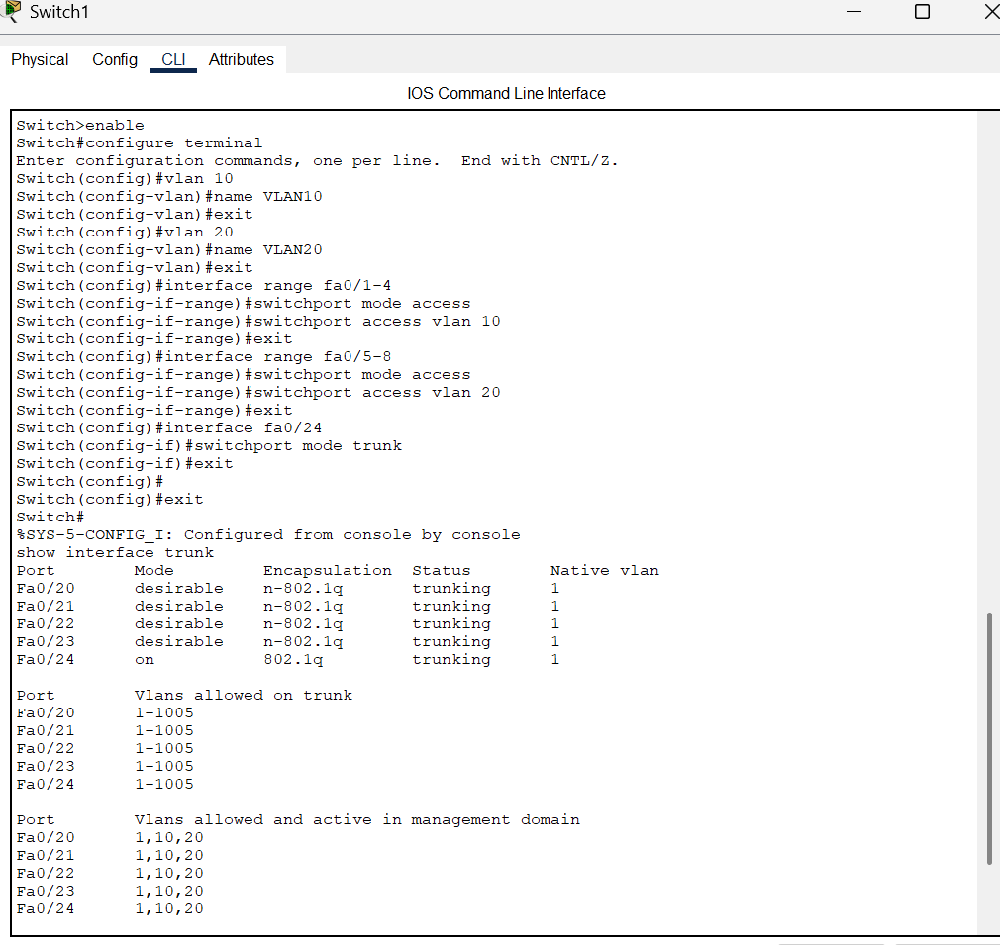 Switch1
Physical Config CLI Attributes
IOS Command Line Interface
Switch>enable
Switch#configure terminal
Enter configuration commands, one per line.  End with CNTL/Z.
Switch(config)#vlan 10
Switch(config-vlan)#name VLAN10
Switch(config-vlan)#exit
Switch(config)#vlan 20
Switch(config-vlan)#name VLAN20
Switch(config-vlan)#exit
Switch(config)#interface range fa0/1-4
Switch(config-if-range)#switchport mode access
Switch(config-if-range)#switchport access vlan 10
Switch(config-if-range)#exit
Switch(config)#interface range fa0/5-8
Switch(config-if-range)#switchport mode access
Switch(config-if-range)#switchport access vlan 20
Switch(config-if-range)#exit
Switch(config)#interface fa0/24
Switch(config-if)#switchport mode trunk
Switch(config-if)#exit
Switch(config)#
Switch(config)#exit
Switch#
%SYS-5-CONFIG_I: Configured from console by console
show interface trunk
Port        Mode         Encapsulation  Status        Native vlan
Fa0/20      desirable    n-802.1q       trunking      1
Fa0/21      desirable    n-802.1q       trunking      1
Fa0/22      desirable    n-802.1q       trunking      1
Fa0/23      desirable    n-802.1q       trunking      1
Fa0/24      on           802.1q         trunking      1

Port        Vlans allowed on trunk
Fa0/20      1-1005
Fa0/21      1-1005
Fa0/22      1-1005
Fa0/23      1-1005
Fa0/24      1-1005

Port        Vlans allowed and active in management domain
Fa0/20      1,10,20
Fa0/21      1,10,20
Fa0/22      1,10,20
Fa0/23      1,10,20
Fa0/24      1,10,20